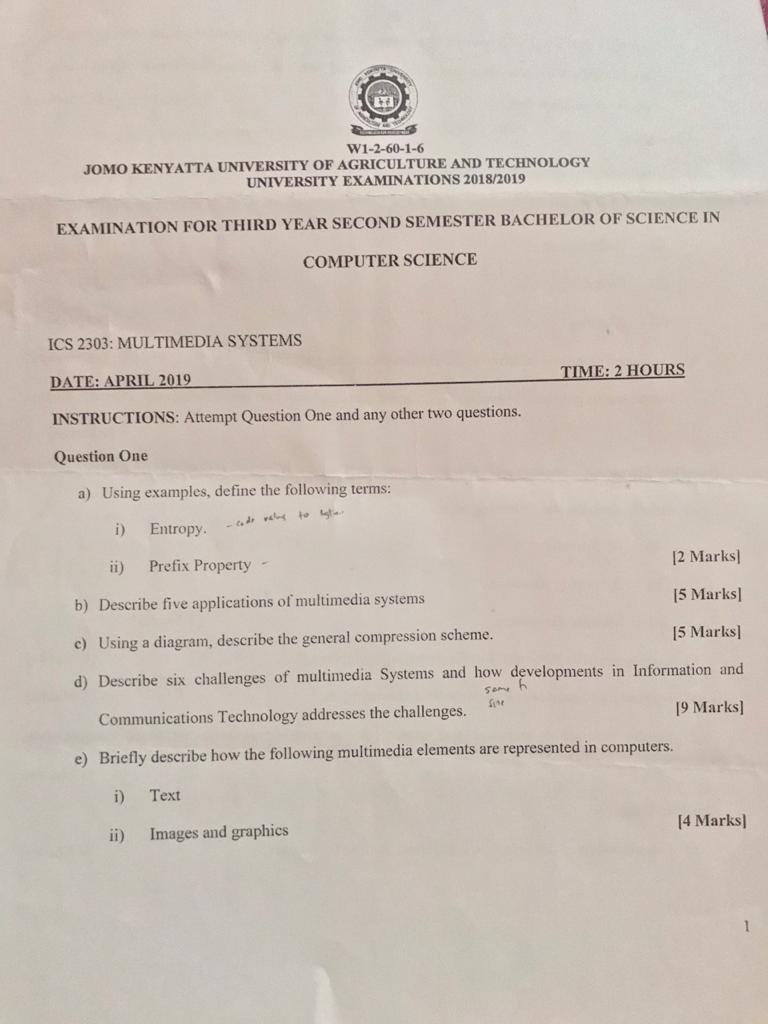 W1-2-60-1-6
JOMO KENYATTA UNIVERSITY OF AGRICULTURE AND TECHNOLOGY
UNIVERSITY EXAMINATIONS 2018/2019
EXAMINATION FOR THIRD YEAR SECOND SEMESTER BACHELOR OF SCIENCE IN
COMPUTER SCIENCE
ICS 2303: MULTIMEDIA SYSTEMS
DATE: APRIL 2019 TIME: 2 HOURS
INSTRUCTIONS: Attempt Question One and any other two questions.
Question One
a) Using examples, define the following terms:
i) Entropy. - code to
ii) Prefix Property - [2 Marks]
b) Describe five applications of multimedia systems [5 Marks]
c) Using a diagram, describe the general compression scheme. [5 Marks]
d) Describe six challenges of multimedia Systems and how developments in Information and
some
Communications Technology addresses the challenges. [9 Marks]
e) Briefly describe how the following multimedia elements are represented in computers.
i) Text
ii) Images and graphics [4 Marks]
1